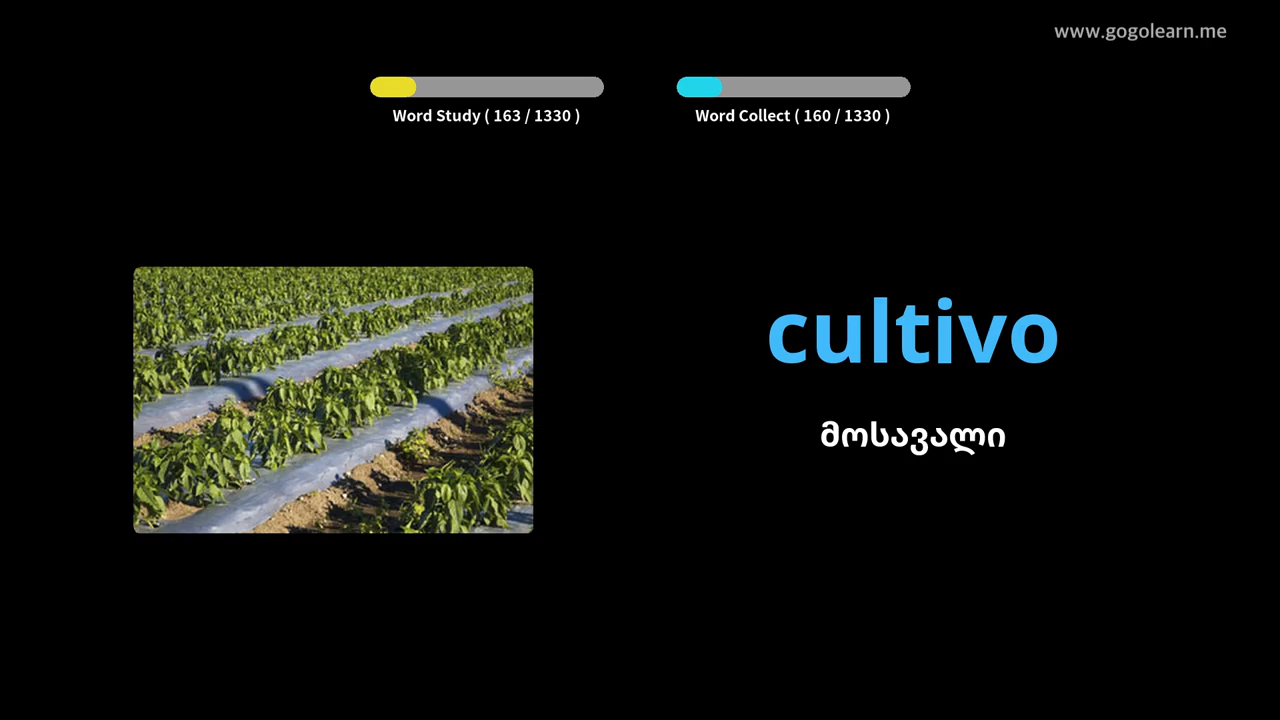 www.gogolearn.me
Word Study ( 163 / 1330 )
Word Collect ( 160 / 1330 )
cultivo
მოსავალი